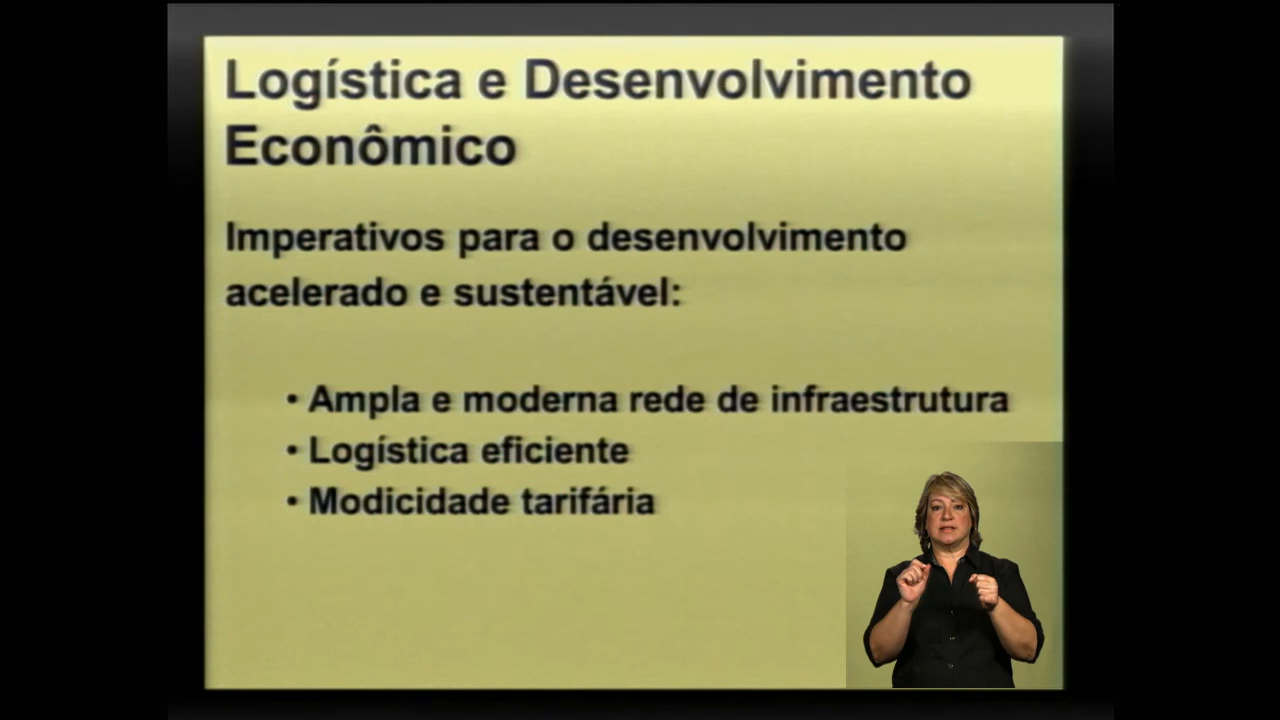 Logística e Desenvolvimento
Econômico
Imperativos para o desenvolvimento
acelerado e sustentável:
• Ampla e moderna rede de infraestrutura
• Logística eficiente
• Modicidade tarifária